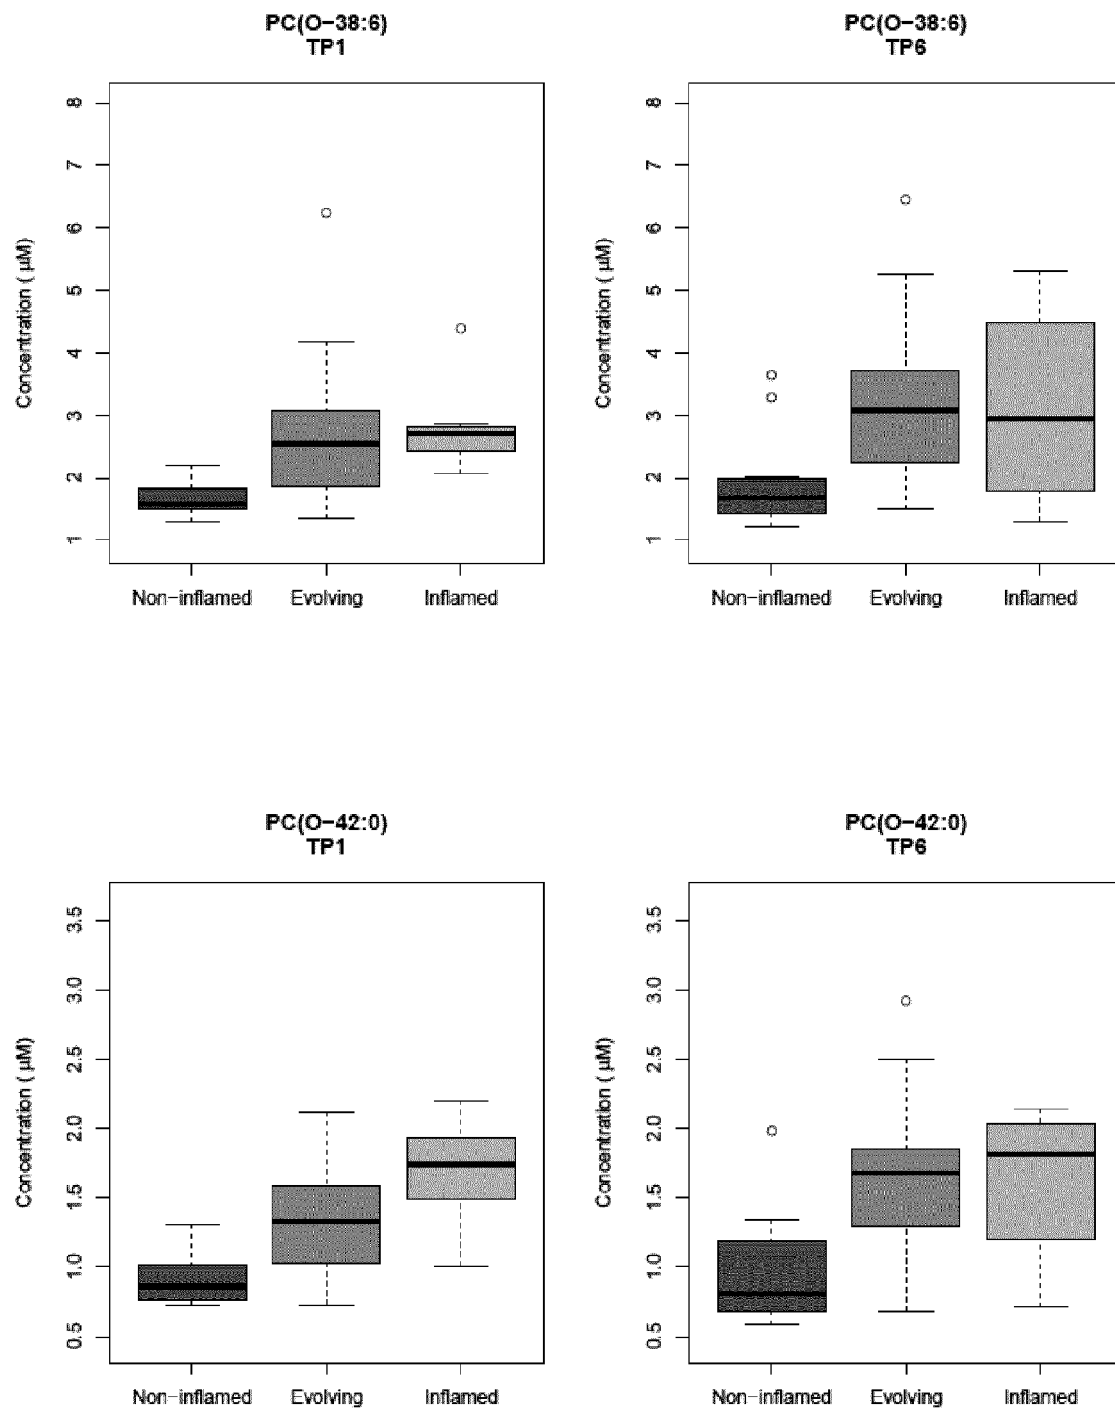 PC(O−38:6)
TP1
Concentration ( µM)
8
7
6
5
4
3
2
1
Non−inflamed Evolving Inflamed
PC(O−38:6)
TP6
Concentration ( µM)
8
7
6
5
4
3
2
1
Non−inflamed Evolving Inflamed
PC(O−42:0)
TP1
Concentration ( µM)
3.5
3.0
2.5
2.0
1.5
1.0
0.5
Non−inflamed Evolving Inflamed
PC(O−42:0)
TP6
Concentration ( µM)
3.5
3.0
2.5
2.0
1.5
1.0
0.5
Non−inflamed Evolving Inflamed